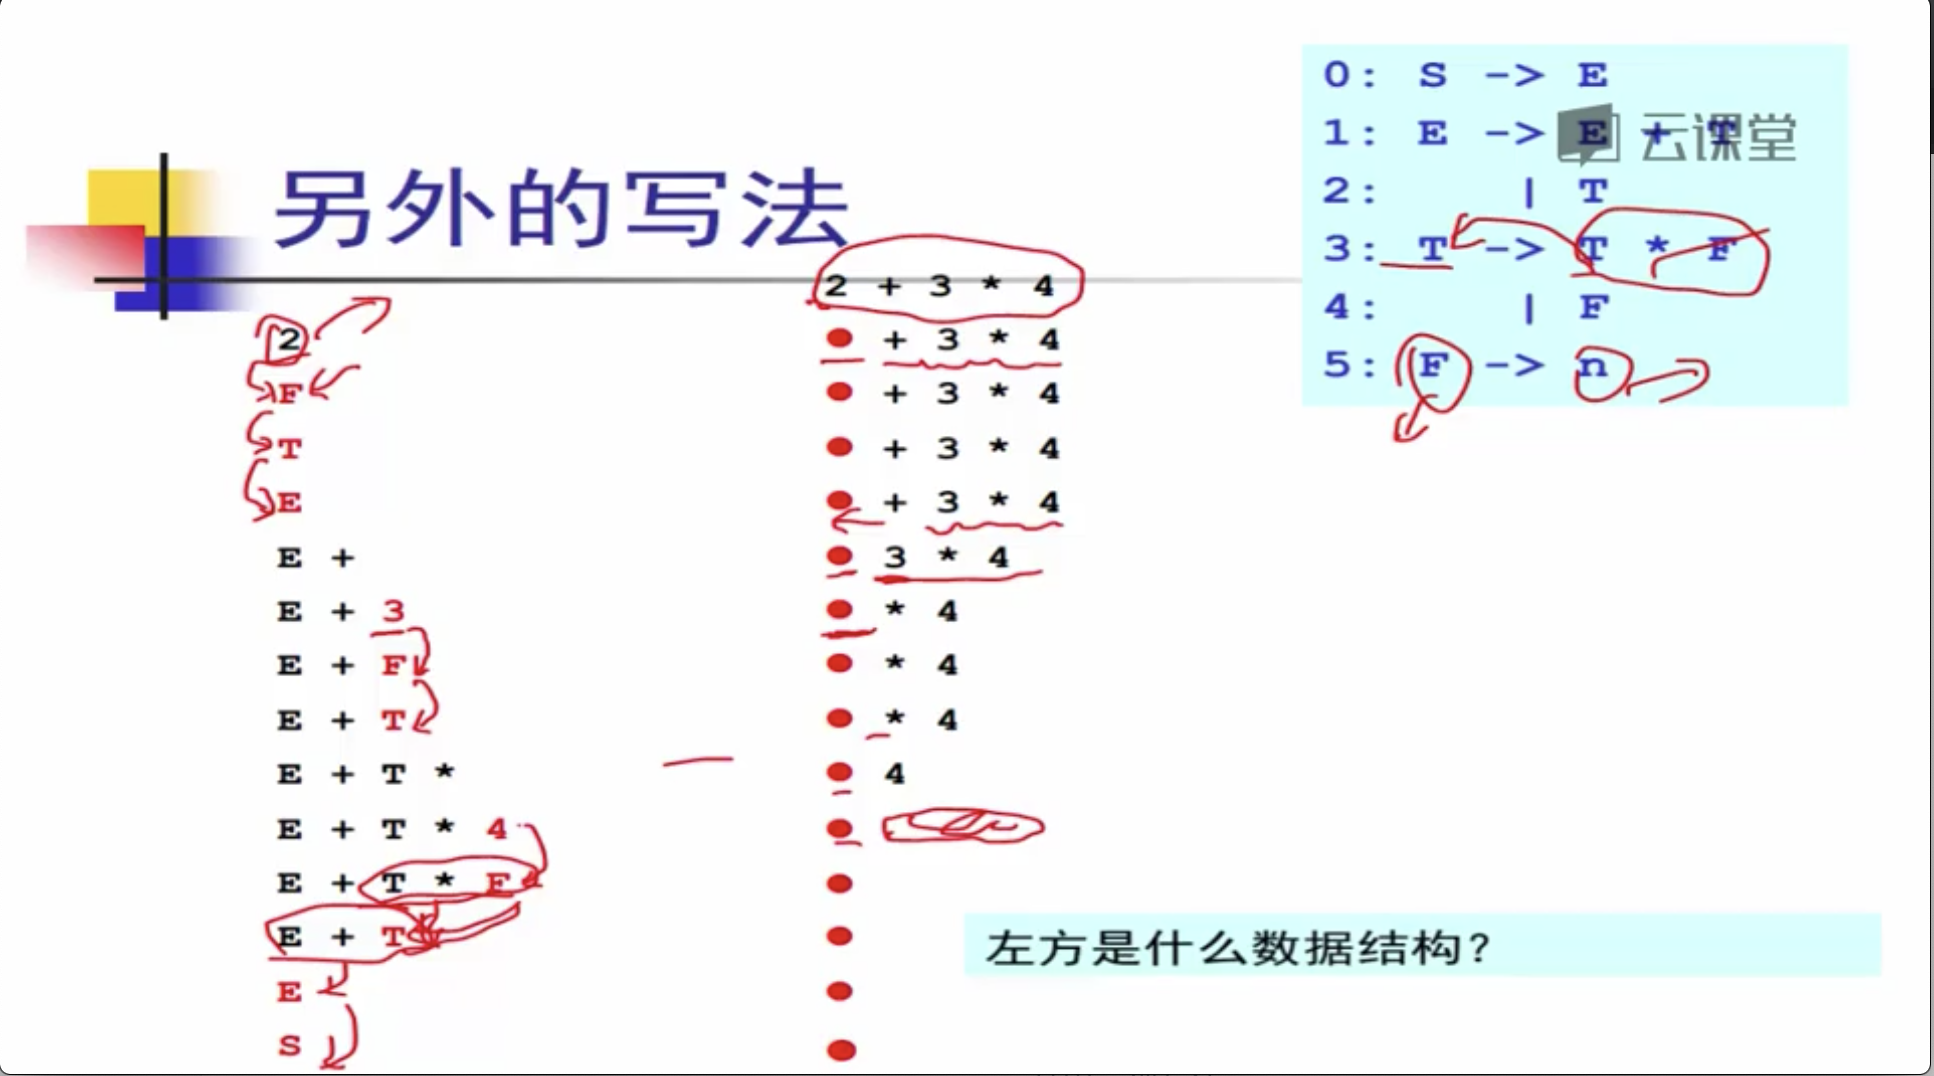 另外的写法
0: S -> E
1: E -> E + T
云课堂
2: | T
3: T -> T * F
4: | F
5: F -> n
2 + 3 * 4
2 ● + 3 * 4
F ● + 3 * 4
T ● + 3 * 4
E ● + 3 * 4
E + ● 3 * 4
E + 3 ● * 4
E + F ● * 4
E + T ● * 4
E + T * ● 4
E + T * 4 ●
E + T * F ●
E + T ●
E ●
S ●
左方是什么数据结构?